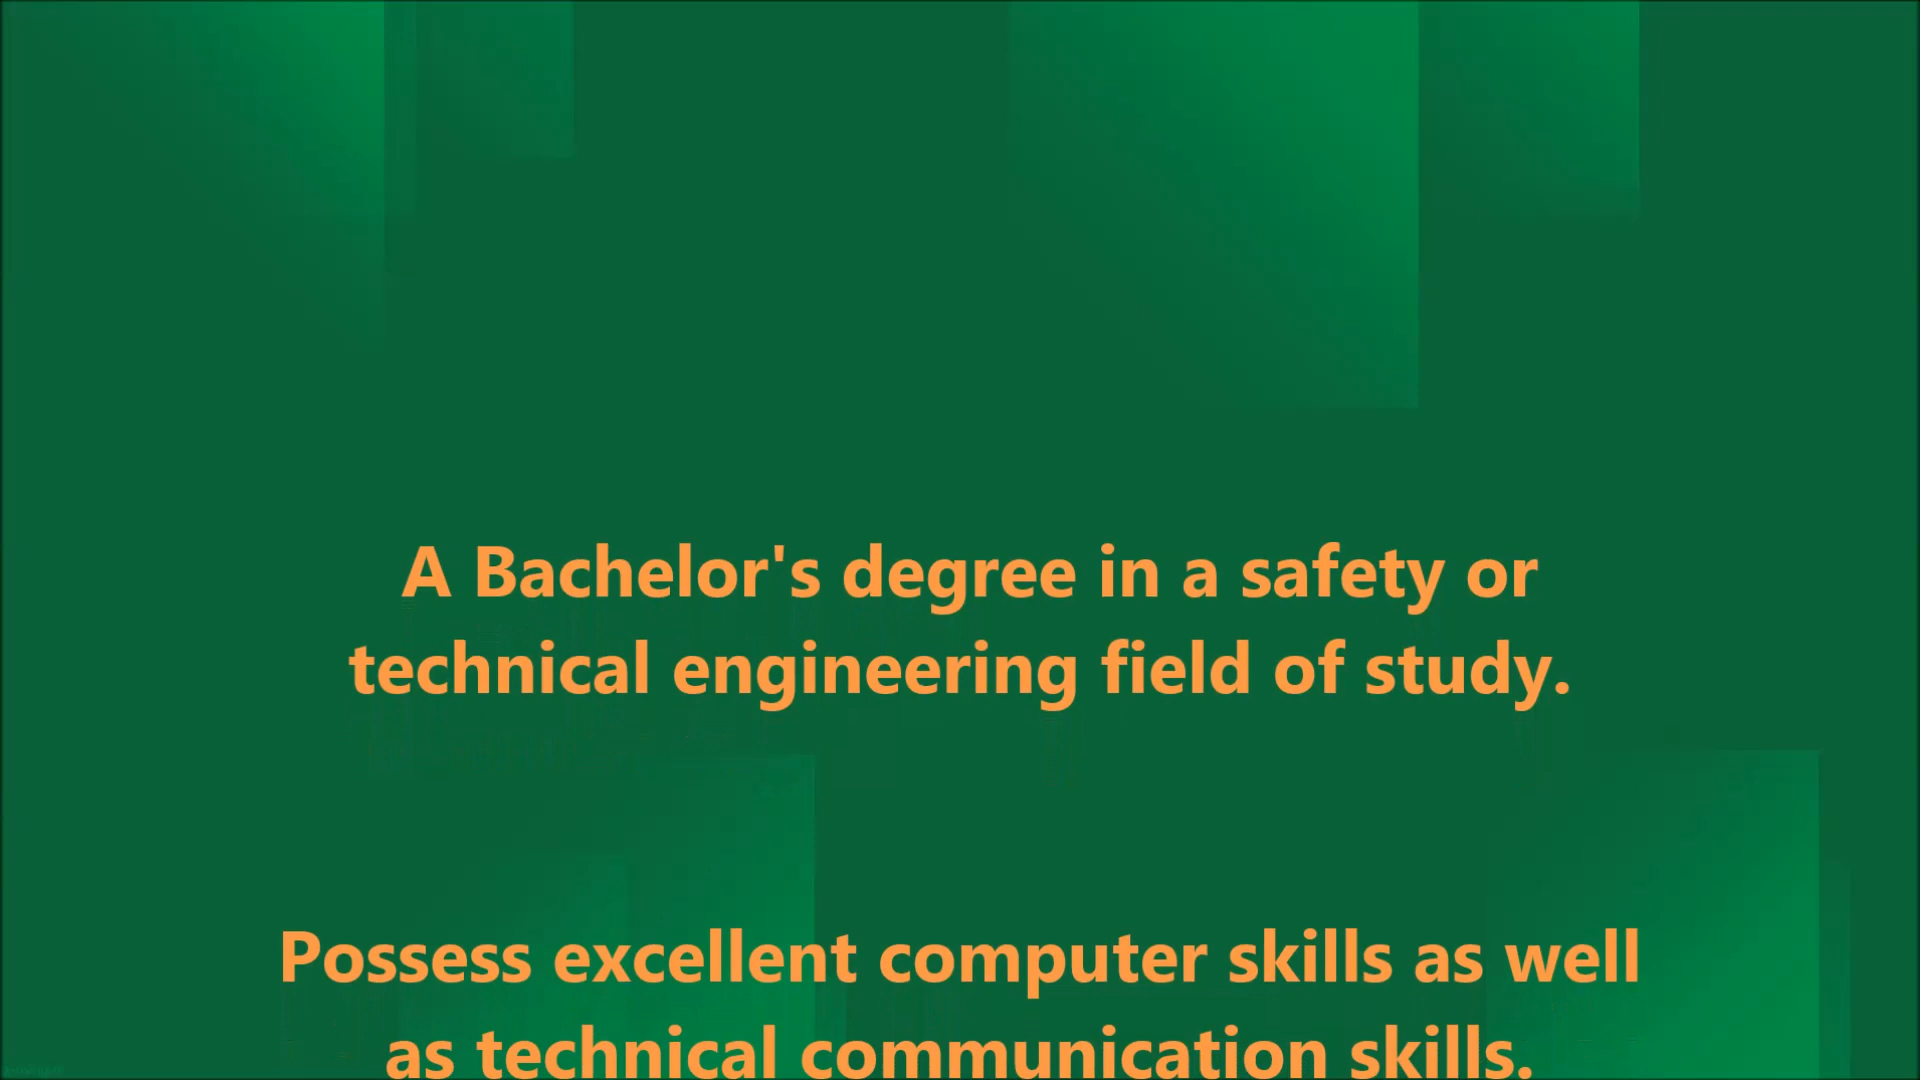 A Bachelor's degree in a safety or
technical engineering field of study.
Possess excellent computer skills as well
as technical communication skills.